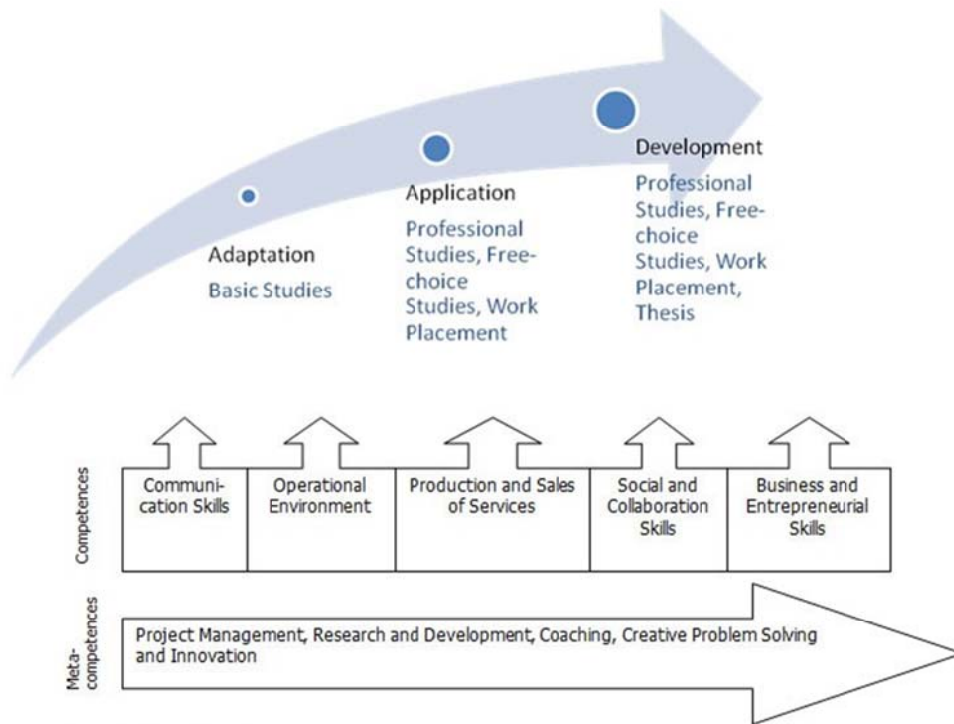 Development
Professional
Studies, Free-
choice
Studies, Work
Placement,
Thesis
Application
Professional
Studies, Free-
choice
Studies, Work
Placement
Adaptation
Basic Studies
Competences
Communi-
cation Skills
Operational
Environment
Production and Sales
of Services
Social and
Collaboration
Skills
Business and
Entrepreneurial
Skills
Meta-
competences
Project Management, Research and Development, Coaching, Creative Problem Solving
and Innovation